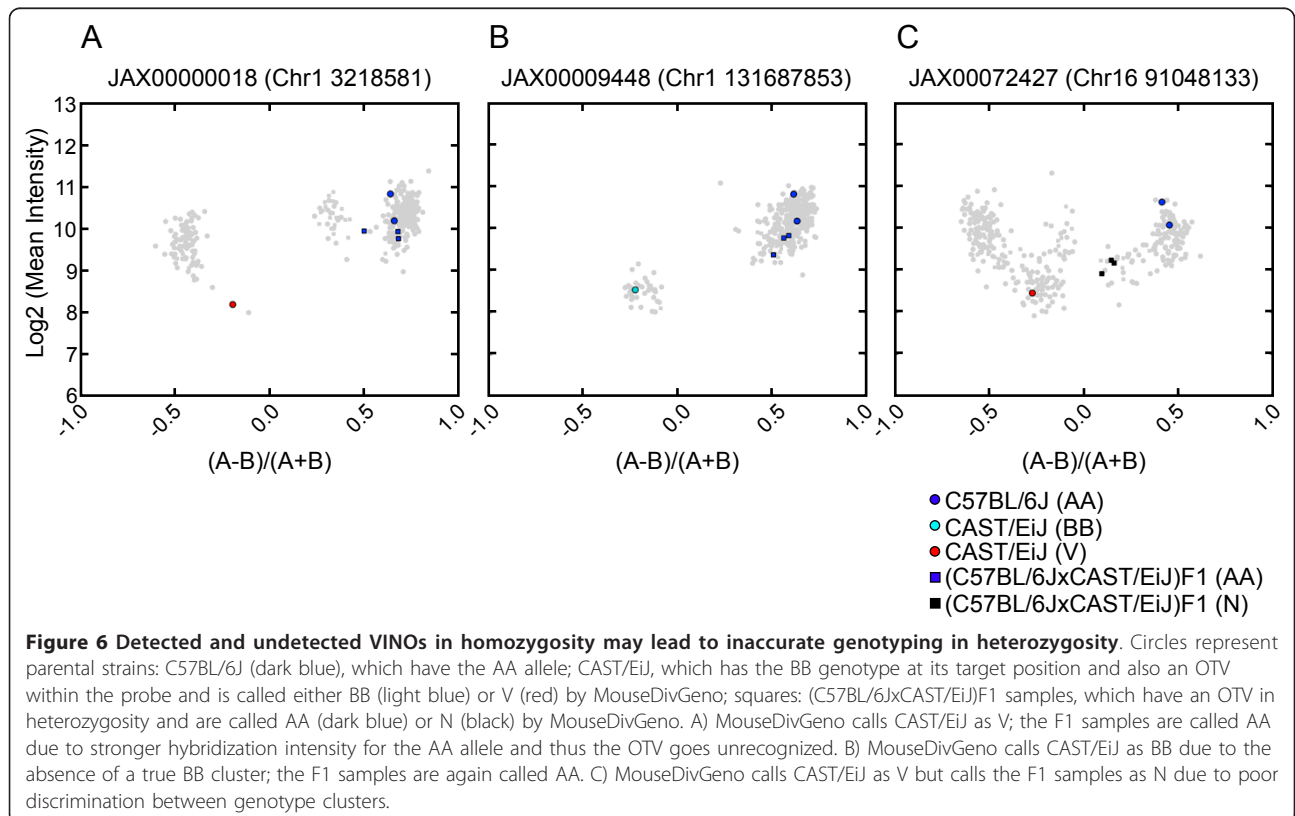 A
B
C
JAX00000018 (Chr1 3218581)
JAX00009448 (Chr1 131687853)
JAX00072427 (Chr16 91048133)
Log2 (Mean Intensity)
13
12
11
10
9
8
7
6
-1.0
-0.5
0.0
0.5
1.0
-1.0
-0.5
0.0
0.5
1.0
-1.0
-0.5
0.0
0.5
1.0
(A-B)/(A+B)
(A-B)/(A+B)
(A-B)/(A+B)
C57BL/6J (AA)
CAST/EiJ (BB)
CAST/EiJ (V)
(C57BL/6JxCAST/EiJ)F1 (AA)
(C57BL/6JxCAST/EiJ)F1 (N)
Figure 6 Detected and undetected VINOs in homozygosity may lead to inaccurate genotyping in heterozygosity. Circles represent
parental strains: C57BL/6J (dark blue), which have the AA allele; CAST/EiJ, which has the BB genotype at its target position and also an OTV
within the probe and is called either BB (light blue) or V (red) by MouseDivGeno; squares: (C57BL/6JxCAST/EiJ)F1 samples, which have an OTV in
heterozygosity and are called AA (dark blue) or N (black) by MouseDivGeno. A) MouseDivGeno calls CAST/EiJ as V; the F1 samples are called AA
due to stronger hybridization intensity for the AA allele and thus the OTV goes unrecognized. B) MouseDivGeno calls CAST/EiJ as BB due to the
absence of a true BB cluster; the F1 samples are again called AA. C) MouseDivGeno calls CAST/EiJ as V but calls the F1 samples as N due to poor
discrimination between genotype clusters.